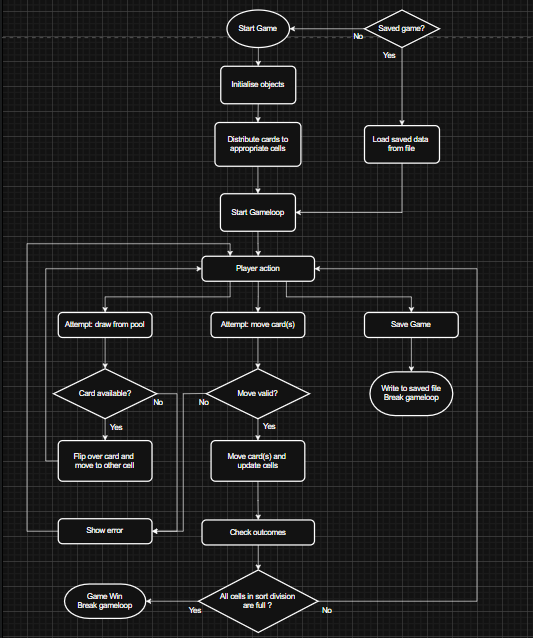 Start Game
No
Saved game?
Yes
Initialise objects
Distribute cards to
appropriate cells
Load saved data
from file
Start Gameloop
Player action
Attempt: draw from pool
Attempt: move card(s)
Save Game
Card available?
No
Yes
No
Move valid?
Yes
Write to saved file
Break gameloop
Flip over card and
move to other cell
Move card(s) and
update cells
Show error
Check outcomes
Game Win
Break gameloop
Yes
All cells in sort division
are full ?
No